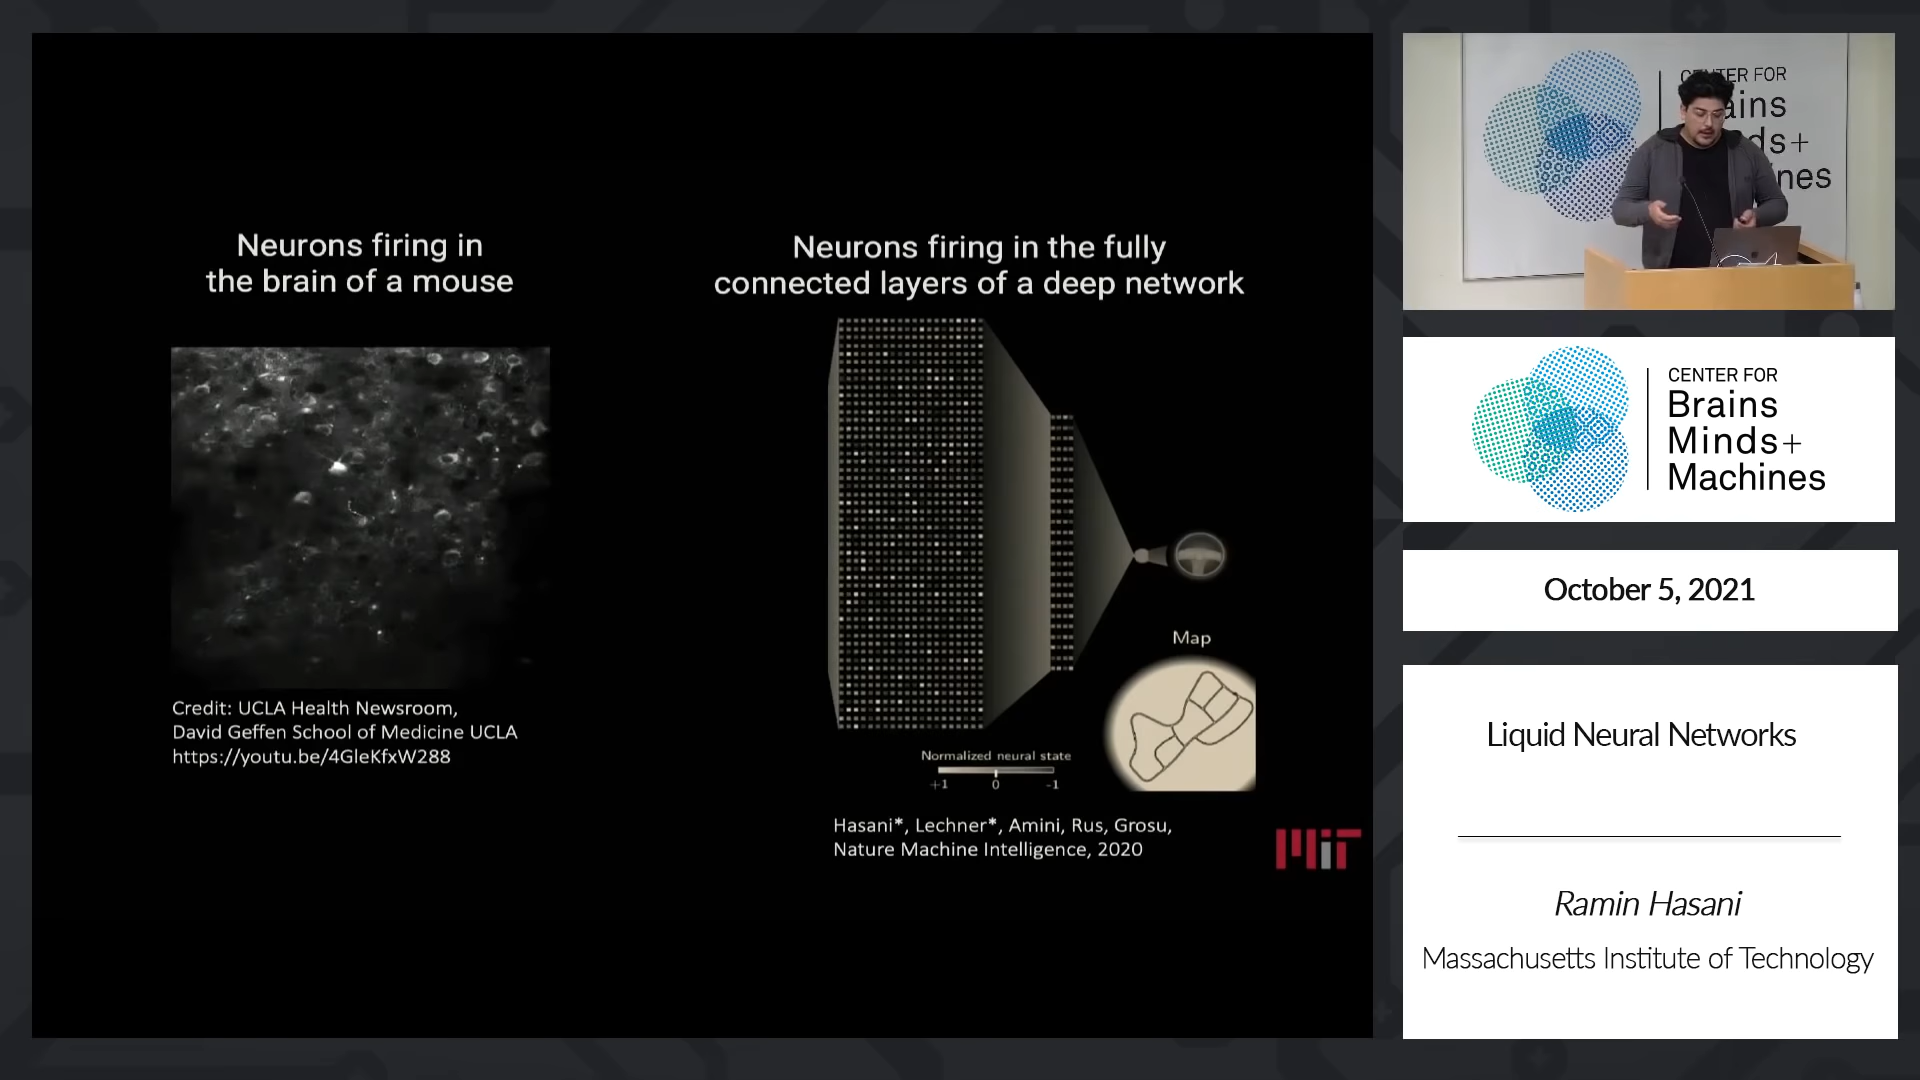 Neurons firing in
the brain of a mouse
Credit: UCLA Health Newsroom,
David Geffen School of Medicine UCLA
https://youtu.be/4GleKfxW288
Neurons firing in the fully
connected layers of a deep network
Map
Normalized neural state
+1 0 -1
Hasani*, Lechner*, Amini, Rus, Grosu,
Nature Machine Intelligence, 2020
MIT
CENTER FOR
Brains
Minds+
Machines
October 5, 2021
Liquid Neural Networks
Ramin Hasani
Massachusetts Institute of Technology